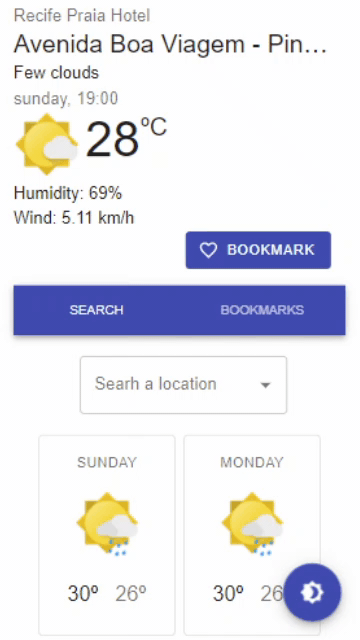 Recife Praia Hotel
Avenida Boa Viagem - Pin...
Few clouds
sunday, 19:00
28ºC
Humidity: 69%
Wind: 5.11 km/h
BOOKMARK
SEARCH BOOKMARKS
Searh a location
SUNDAY MONDAY
30º 26º 30º 26